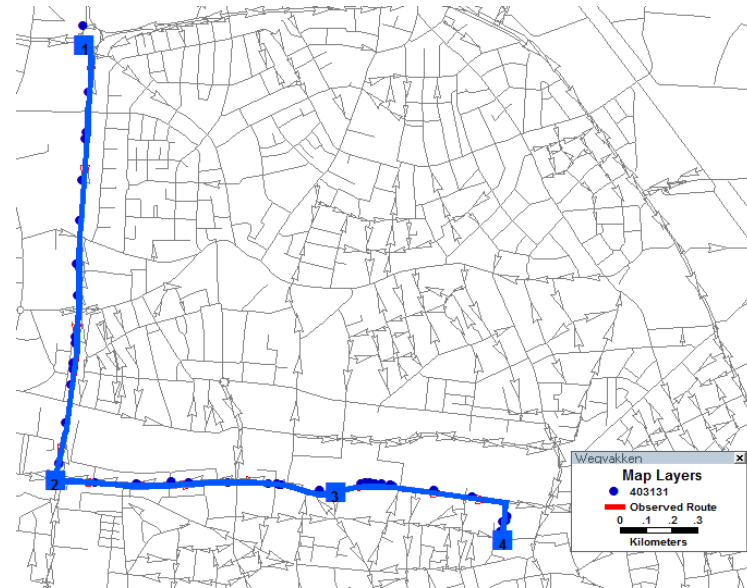 1
2
3
4
Wegvakken x
Map Layers
403131
Observed Route
0 .1 .2 .3
Kilometers